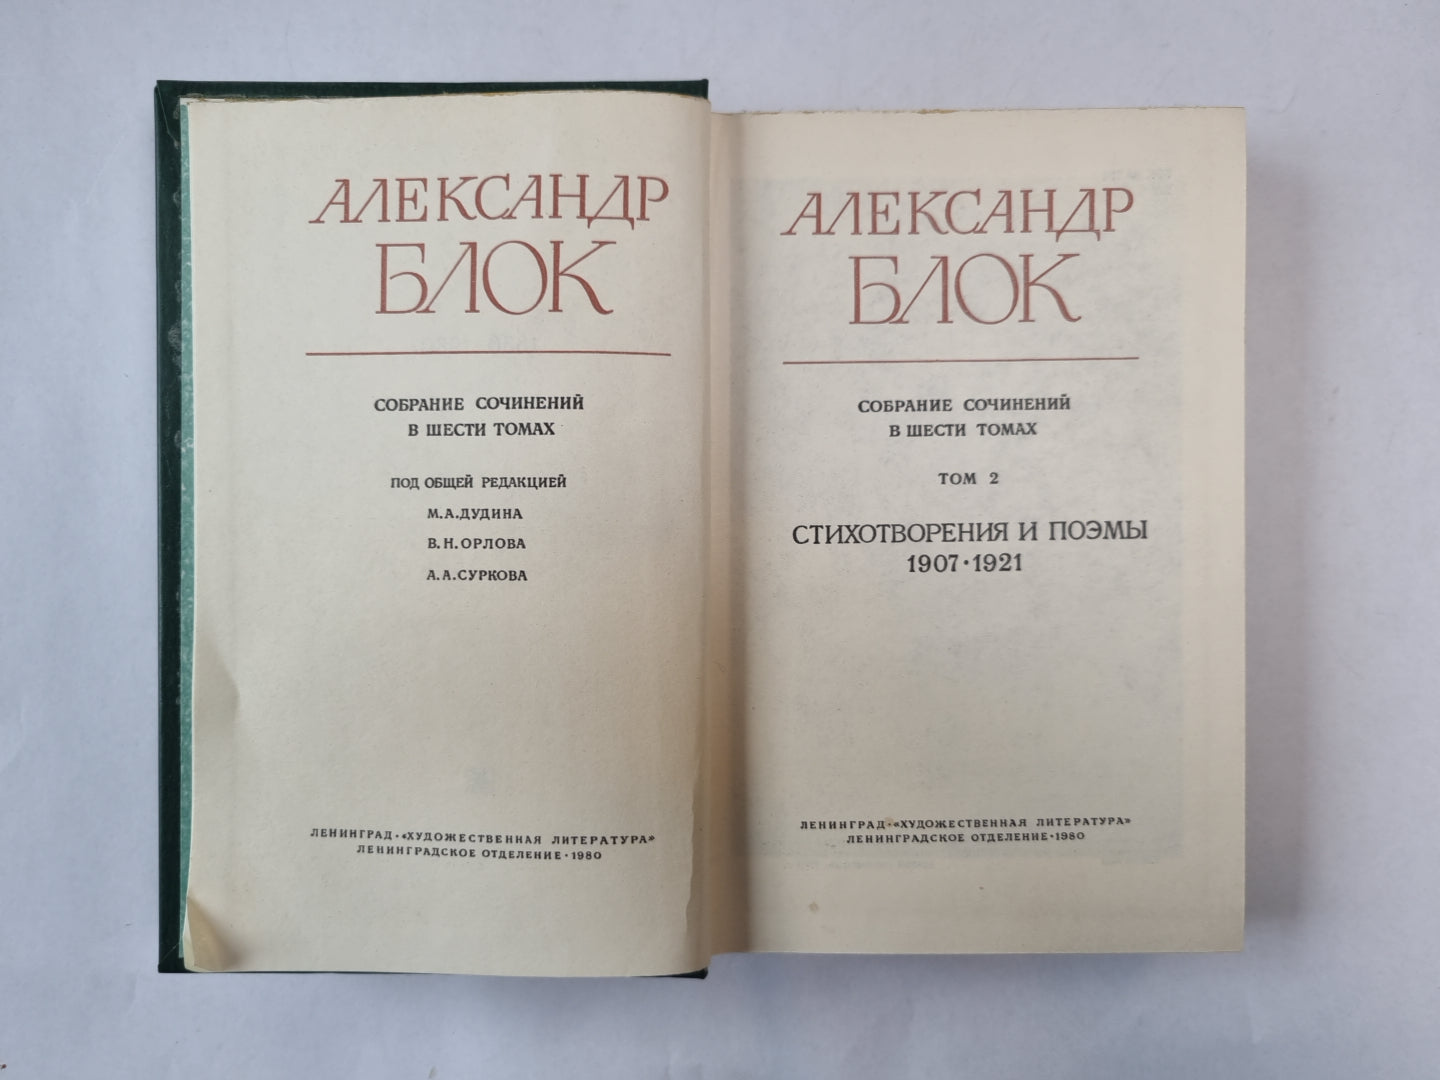 АЛЕКСАНДР
БЛОК
СОБРАНИЕ СОЧИНЕНИЙ
В ШЕСТИ ТОМАХ
ПОД ОБЩЕЙ РЕДАКЦИЕЙ
М.А.ДУДИНА
В.Н.ОРЛОВА
А.А.СУРКОВА
ЛЕНИНГРАД·«ХУДОЖЕСТВЕННАЯ ЛИТЕРАТУРА»
ЛЕНИНГРАДСКОЕ ОТДЕЛЕНИЕ·1980
АЛЕКСАНДР
БЛОК
СОБРАНИЕ СОЧИНЕНИЙ
В ШЕСТИ ТОМАХ
ТОМ 2
СТИХОТВОРЕНИЯ И ПОЭМЫ
1907·1921
ЛЕНИНГРАД·«ХУДОЖЕСТВЕННАЯ ЛИТЕРАТУРА»
ЛЕНИНГРАДСКОЕ ОТДЕЛЕНИЕ·1980